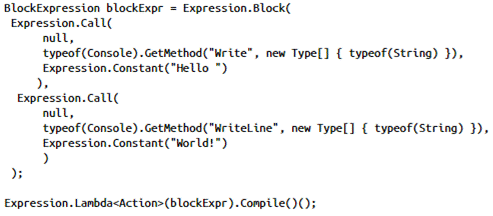 BlockExpression blockExpr = Expression.Block(
 Expression.Call(
      null,
      typeof(Console).GetMethod("Write", new Type[] { typeof(String) }),
      Expression.Constant("Hello ")
     ),
  Expression.Call(
      null,
      typeof(Console).GetMethod("WriteLine", new Type[] { typeof(String) }),
      Expression.Constant("World!")
      )
 );

Expression.Lambda<Action>(blockExpr).Compile()();